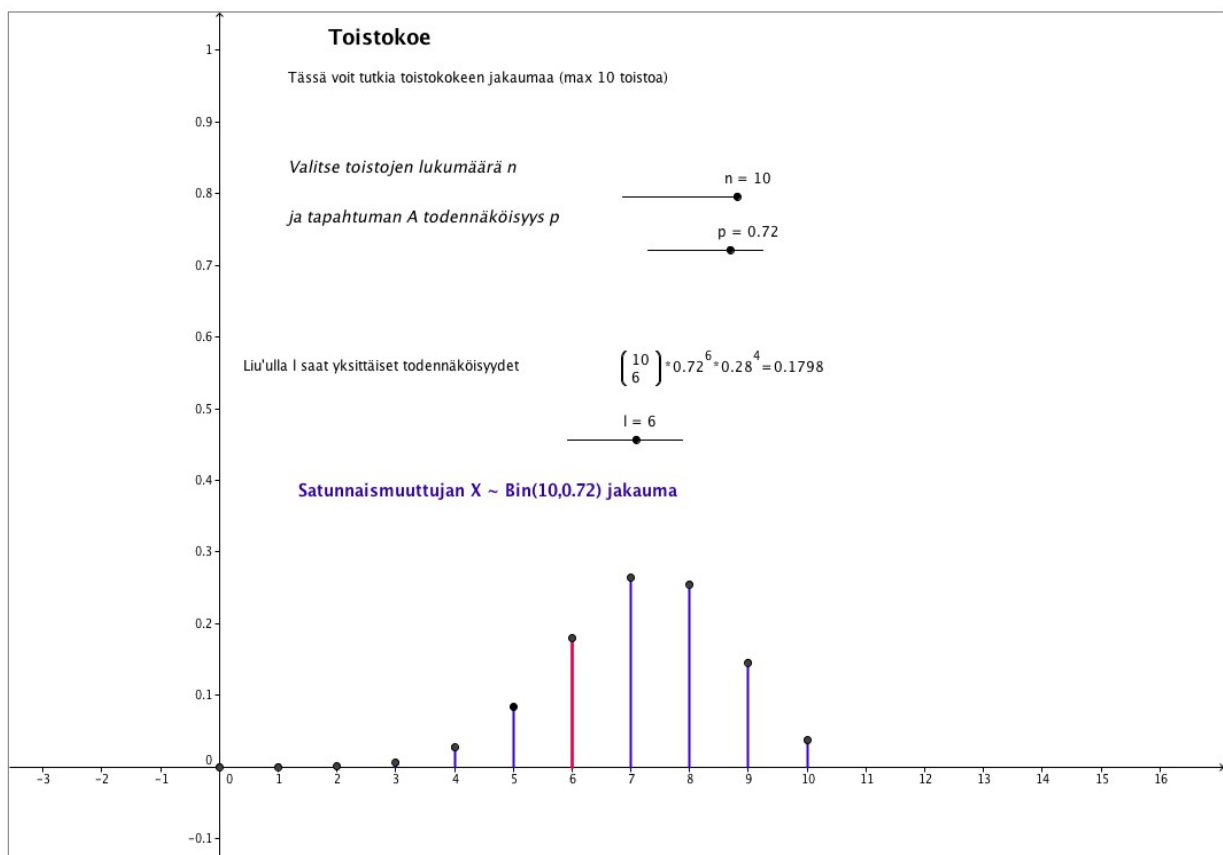 Toistokoe
Tässä voit tutkia toistokokeen jakaumaa (max 10 toistoa)
Valitse toistojen lukumäärä n
n = 10
ja tapahtuman A todennäköisyys p
p = 0.72
Liu'ulla l saat yksittäiset todennäköisyydet
(10 6)*0.72^6*0.28^4=0.1798
l = 6
Satunnaismuuttujan X ~ Bin(10,0.72) jakauma
1
0.9
0.8
0.7
0.6
0.5
0.4
0.3
0.2
0.1
0
-0.1
-3 -2 -1 0 1 2 3 4 5 6 7 8 9 10 11 12 13 14 15 16